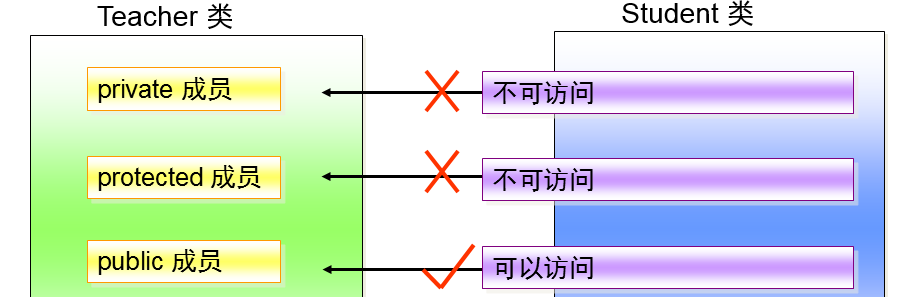 Teacher 类
Student 类
private 成员
不可访问
protected 成员
不可访问
public 成员
可以访问